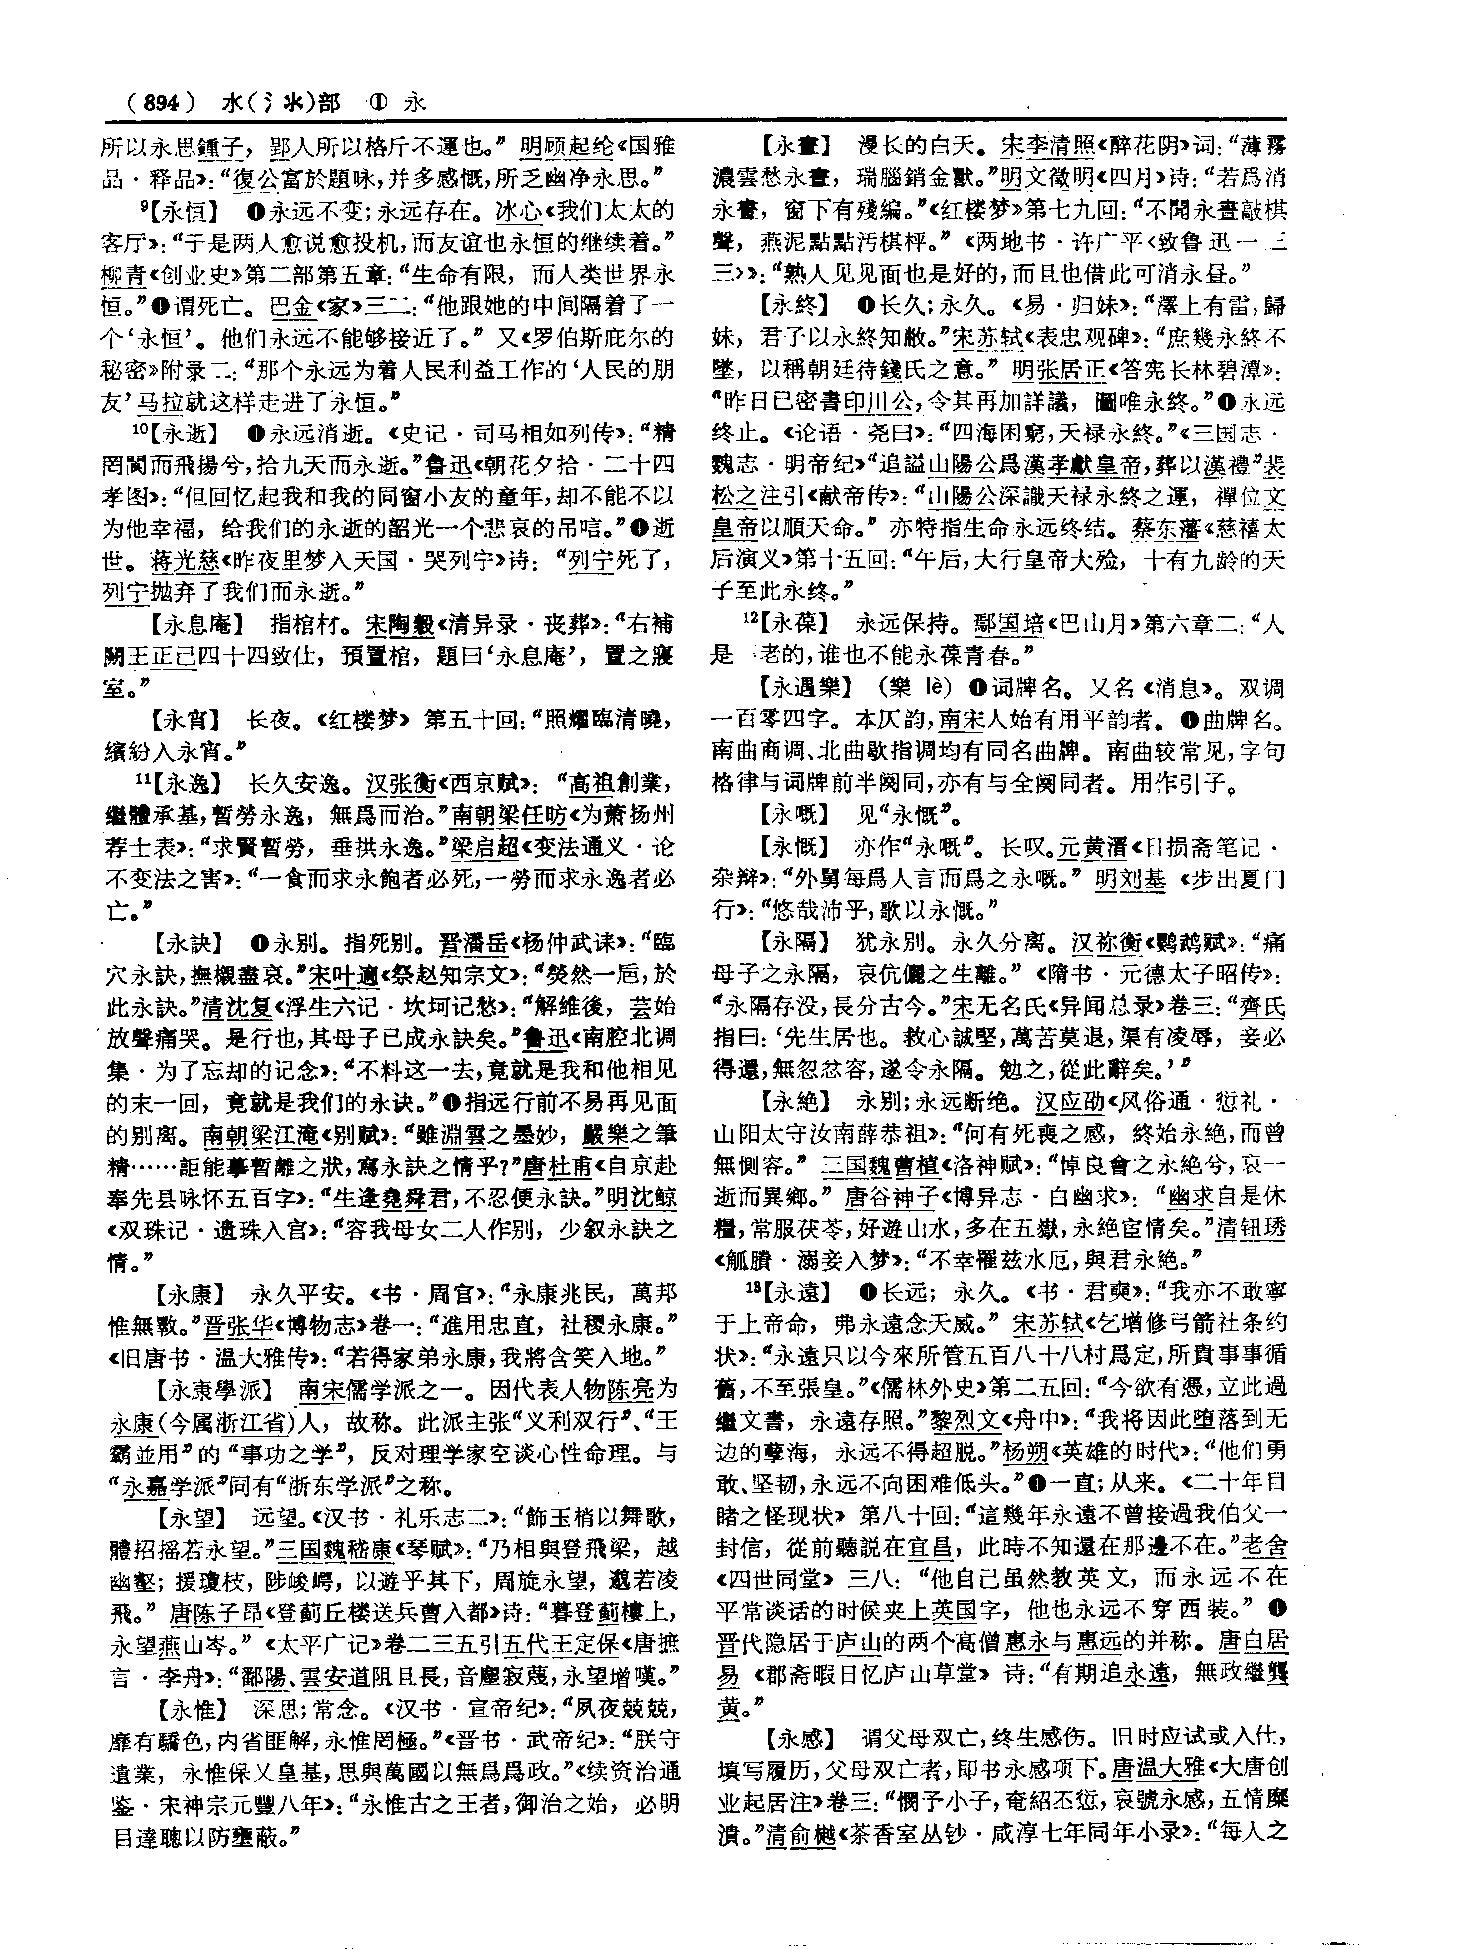 (894) 水(氵氺)部 ① 永
所以永思鍾子，郢人所以格斤不運也。”明顾起纶《国雅
品·释品》：“復公富於題咏，并多感慨，所乏幽净永思。”
9【永恒】 ❶永远不变；永远存在。冰心《我们太太的
客厅》：“于是两人愈说愈投机，而友谊也永恒的继续着。”
柳青《创业史》第二部第五章：“生命有限，而人类世界永
恒。”❶谓死亡。巴金《家》三二：“他跟她的中间隔着了一
个‘永恒’。他们永远不能够接近了。”又《罗伯斯庇尔的
秘密》附录二：“那个永远为着人民利益工作的‘人民的朋
友’马拉就这样走进了永恒。”
10【永逝】 ❶永远消逝。《史记·司马相如列传》：“精
罔閬而飛揚兮，拾九天而永逝。”鲁迅《朝花夕拾·二十四
孝图》：“但回忆起我和我的同窗小友的童年，却不能不以
为他幸福，给我们的永逝的韶光一个悲哀的吊唁。”❶逝
世。蒋光慈《昨夜里梦入天国·哭列宁》诗：“列宁死了，
列宁抛弃了我们而永逝。”
【永息庵】 指棺材。宋陶穀《清异录·丧葬》：“右補
闕王正己四十四致仕，預置棺，題曰‘永息庵’，置之寢
室。”
【永宵】 长夜。《红楼梦》第五十回：“照耀臨清曉，
繽紛入永宵。”
11【永逸】 长久安逸。汉张衡《西京赋》：“高祖創業，
繼體承基，暫勞永逸，無爲而治。”南朝梁任昉《为萧扬州
荐士表》：“求賢暫勞，垂拱永逸。”梁启超《变法通义·论
不变法之害》：“一食而求永飽者必死，一勞而求永逸者必
亡。”
【永訣】 ❶永别。指死别。晋潘岳《杨仲武诔》：“臨
穴永訣，撫櫬盡哀。”宋叶適《祭赵知宗文》：“熒然一卮，於
此永訣。”清沈复《浮生六记·坎坷记愁》：“解維後，芸始
放聲痛哭。是行也，其母子已成永訣矣。”鲁迅《南腔北调
集·为了忘却的记念》：“不料这一去，竟就是我和他相见
的末一回，竟就是我们的永诀。”❶指远行前不易再见面
的别离。南朝梁江淹《别赋》：“雖淵雲之墨妙，嚴樂之筆
精……詎能摹暫離之狀，寫永訣之情乎？”唐杜甫《自京赴
奉先县咏怀五百字》：“生逢堯舜君，不忍便永訣。”明沈鲸
《双珠记·遗珠入宫》：“容我母女二人作别，少叙永訣之
情。”
【永康】 永久平安。《书·周官》：“永康兆民，萬邦
惟無斁。”晋张华《博物志》卷一：“進用忠直，社稷永康。”
《旧唐书·温大雅传》：“若得家弟永康，我將含笑入地。”
【永康學派】 南宋儒学派之一。因代表人物陈亮为
永康(今属浙江省)人，故称。此派主张“义利双行”、“王
霸並用”的“事功之学”，反对理学家空谈心性命理。与
“永嘉学派”同有“浙东学派”之称。
【永望】 远望。《汉书·礼乐志二》：“飾玉梢以舞歌，
體招摇若永望。”三国魏嵇康《琴赋》：“乃相與登飛梁，越
幽壑；援瓊枝，陟峻崿，以遊乎其下，周旋永望，邈若凌
飛。”唐陈子昂《登蓟丘楼送兵曹入都》诗：“暮登薊樓上，
永望燕山岑。”《太平广记》卷二三五引五代王定保《唐摭
言·李舟》：“鄱陽、雲安道阻且長，音塵寂蔑，永望增嘆。”
【永惟】 深思；常念。《汉书·宣帝纪》：“夙夜兢兢，
靡有驕色，内省匪解，永惟罔極。”《晋书·武帝纪》：“朕守
遺業，永惟保乂皇基，思與萬國以無爲爲政。”《续资治通
鉴·宋神宗元豐八年》：“永惟古之王者，御治之始，必明
目達聰以防壅蔽。”
【永晝】 漫长的白天。宋李清照《醉花阴》词：“薄霧
濃雲愁永晝，瑞腦銷金獸。”明文徵明《四月》诗：“若爲消
永晝，窗下有殘編。”《红楼梦》第七九回：“不聞永晝敲棋
聲，燕泥點點污棋枰。”《两地书·许广平〈致鲁迅一三
三〉》：“熟人见见面也是好的，而且也借此可消永昼。”
【永終】 ❶长久；永久。《易·归妹》：“澤上有雷，歸
妹，君子以永終知敝。”宋苏轼《表忠观碑》：“庶幾永終不
墜，以稱朝廷待錢氏之意。”明张居正《答宪长林碧潭》：
“昨日已密書印川公，令其再加詳議，圖唯永終。”❶永远
终止。《论语·尧曰》：“四海困窮，天禄永終。”《三国志·
魏志·明帝纪》“追謚山陽公爲漢孝獻皇帝，葬以漢禮”裴
松之注引《献帝传》：“山陽公深識天禄永終之運，禪位文
皇帝以順天命。”亦特指生命永远终结。蔡东藩《慈禧太
后演义》第十五回：“午后，大行皇帝大殓，十有九龄的天
子至此永终。”
12【永葆】 永远保持。鄢国培《巴山月》第六章二：“人
是 老的，谁也不能永葆青春。”
【永遇樂】 (樂 lè) ❶词牌名。又名《消息》。双调
一百零四字。本仄韵，南宋人始有用平韵者。❶曲牌名。
南曲商调、北曲歇指调均有同名曲牌。南曲较常见，字句
格律与词牌前半阕同，亦有与全阕同者。用作引子。
【永嘅】 见“永慨”。
【永慨】 亦作“永嘅”。长叹。元黄溍《日损斋笔记·
杂辩》：“外舅每爲人言而爲之永嘅。”明刘基《步出夏门
行》：“悠哉沛乎，歌以永慨。”
【永隔】 犹永别。永久分离。汉祢衡《鹦鹉赋》：“痛
母子之永隔，哀伉儷之生離。”《隋书·元德太子昭传》：
“永隔存没，長分古今。”宋无名氏《异闻总录》卷三：“齊氏
指曰：‘先生居也。救心誠堅，萬苦莫退，渠有凌辱，妾必
得還，無忽忿容，遂令永隔。勉之，從此辭矣。’”
【永絶】 永别；永远断绝。汉应劭《风俗通·愆礼·
山阳太守汝南薛恭祖》：“何有死喪之感，終始永絶，而曾
無惻容。”三国魏曹植《洛神赋》：“悼良會之永絶兮，哀一
逝而異鄉。”唐谷神子《博异志·白幽求》：“幽求自是休
糧，常服茯苓，好遊山水，多在五嶽，永絶宦情矣。”清钮琇
《觚賸·溺妾入梦》：“不幸罹兹水厄，與君永絶。”
13【永遠】 ❶长远；永久。《书·君奭》：“我亦不敢寧
于上帝命，弗永遠念天威。”宋苏轼《乞增修弓箭社条约
状》：“永遠只以今來所管五百八十八村爲定，所貴事事循
舊，不至張皇。”《儒林外史》第二五回：“今欲有憑，立此過
繼文書，永遠存照。”黎烈文《舟中》：“我将因此堕落到无
边的孽海，永远不得超脱。”杨朔《英雄的时代》：“他们勇
敢、坚韧，永远不向困难低头。”❶一直；从来。《二十年目
睹之怪现状》第八十回：“這幾年永遠不曾接過我伯父一
封信，從前聽説在宜昌，此時不知還在那邊不在。”老舍
《四世同堂》三八：“他自己虽然教英文，而永远不在
平常谈话的时候夹上英国字，他也永远不穿西装。”❶
晋代隐居于庐山的两个高僧惠永与惠远的并称。唐白居
易《郡斋暇日忆庐山草堂》诗：“有期追永遠，無政繼龔
黄。”
【永感】 谓父母双亡，终生感伤。旧时应试或入仕，
填写履历，父母双亡者，即书永感项下。唐温大雅《大唐创
业起居注》卷三：“憫予小子，奄紹丕愆，哀號永感，五情糜
潰。”清俞樾《茶香室丛钞·咸淳七年同年小录》：“每人之